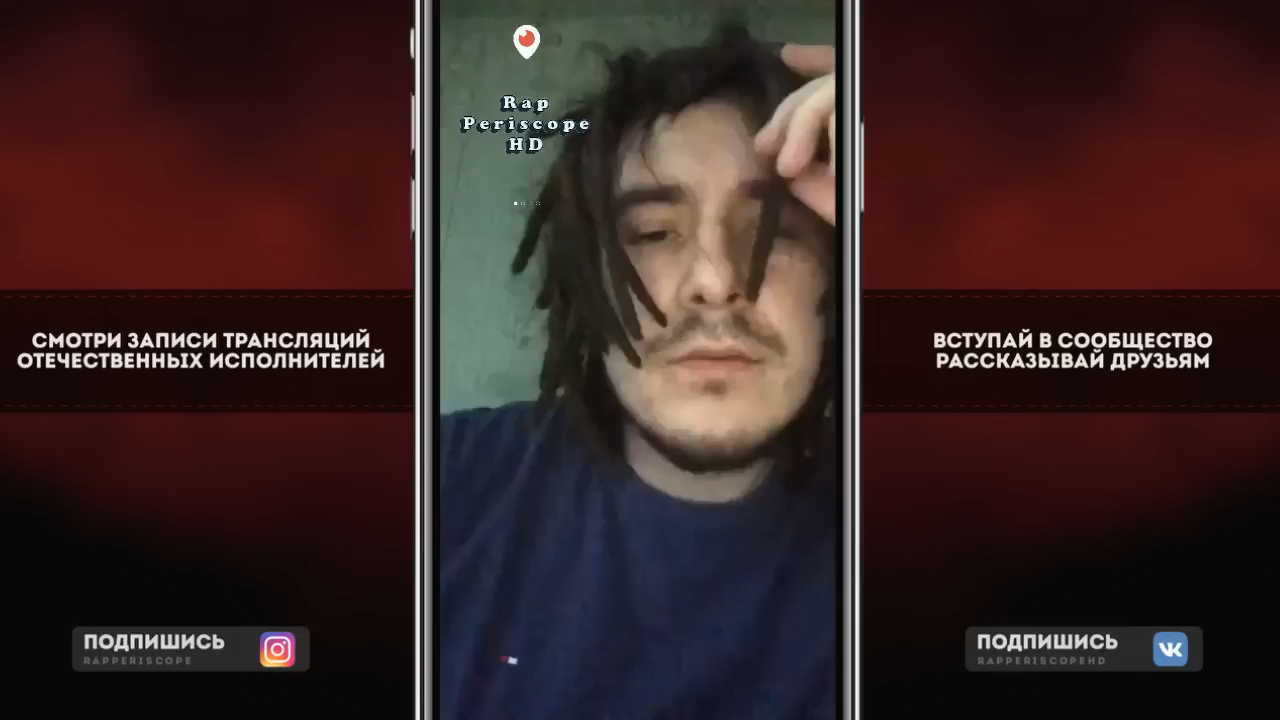 Rap
Periscope
HD
СМОТРИ ЗАПИСИ ТРАНСЛЯЦИЙ
ОТЕЧЕСТВЕННЫХ ИСПОЛНИТЕЛЕЙ
ВСТУПАЙ В СООБЩЕСТВО
РАССКАЗЫВАЙ ДРУЗЬЯМ
ПОДПИШИСЬ
RAPPERISCOPE
ПОДПИШИСЬ
RAPPERISCOPEHD